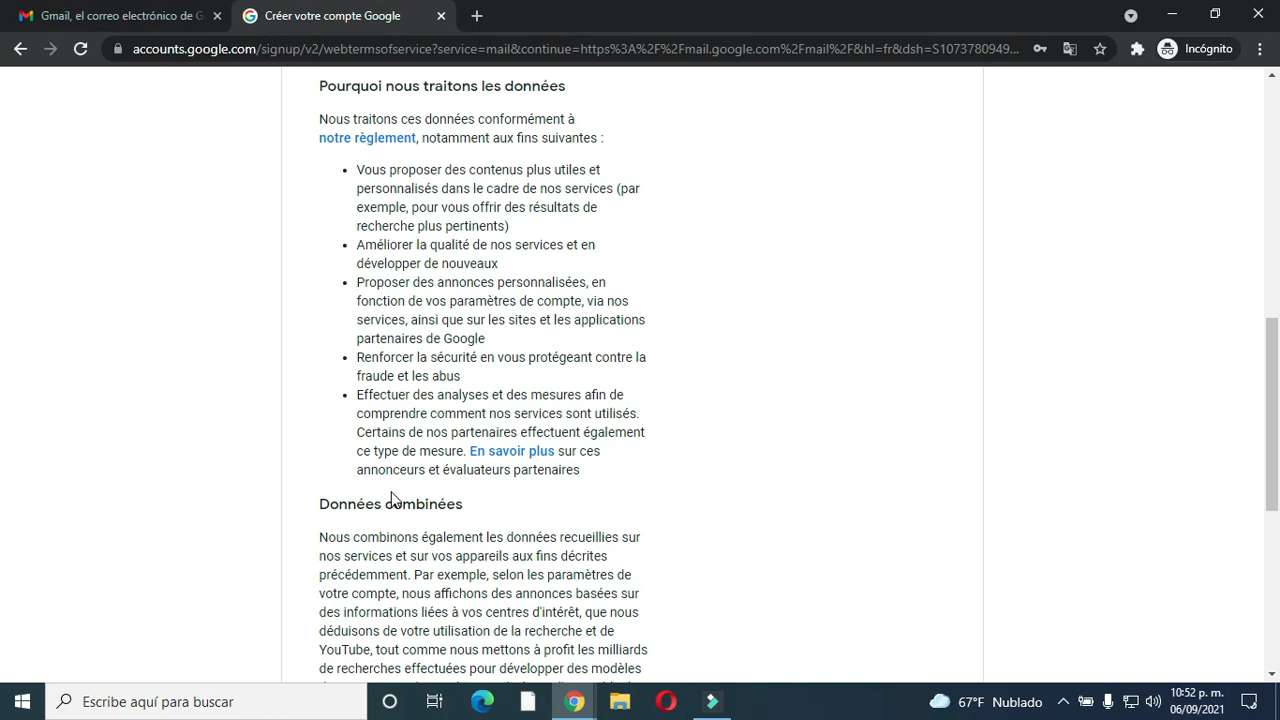 Gmail, el correo electrónico de G
Créer votre compte Google
accounts.google.com/signup/v2/webtermsofservice?service=mail&continue=https%3A%2F%2Fmail.google.com%2Fmail%2F&hl=fr&dsh=S1073780949...
Incógnito
Pourquoi nous traitons les données
Nous traitons ces données conformément à
notre règlement, notamment aux fins suivantes :
• Vous proposer des contenus plus utiles et
personnalisés dans le cadre de nos services (par
exemple, pour vous offrir des résultats de
recherche plus pertinents)
• Améliorer la qualité de nos services et en
développer de nouveaux
• Proposer des annonces personnalisées, en
fonction de vos paramètres de compte, via nos
services, ainsi que sur les sites et les applications
partenaires de Google
• Renforcer la sécurité en vous protégeant contre la
fraude et les abus
• Effectuer des analyses et des mesures afin de
comprendre comment nos services sont utilisés.
Certains de nos partenaires effectuent également
ce type de mesure. En savoir plus sur ces
annonceurs et évaluateurs partenaires
Données combinées
Nous combinons également les données recueillies sur
nos services et sur vos appareils aux fins décrites
précédemment. Par exemple, selon les paramètres de
votre compte, nous affichons des annonces basées sur
des informations liées à vos centres d'intérêt, que nous
déduisons de votre utilisation de la recherche et de
YouTube, tout comme nous mettons à profit les milliards
de recherches effectuées pour développer des modèles
Escribe aquí para buscar
67°F Nublado
10:52 p. m.
06/09/2021